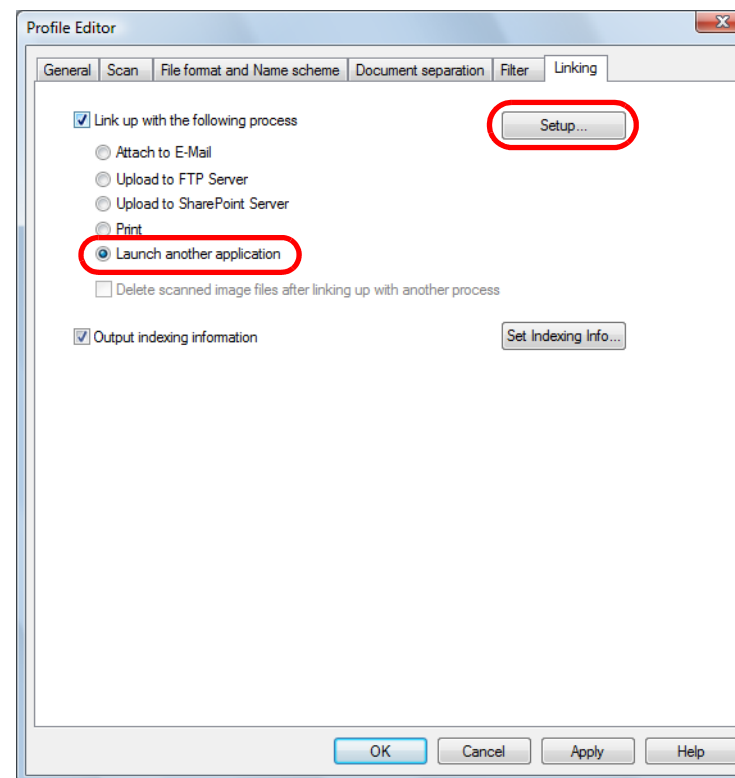 Profile Editor
General Scan File format and Name scheme Document separation Filter Linking
Link up with the following process Setup...
Attach to E-Mail
Upload to FTP Server
Upload to SharePoint Server
Print
Launch another application
Delete scanned image files after linking up with another process
Output indexing information Set Indexing Info...
OK Cancel Apply Help